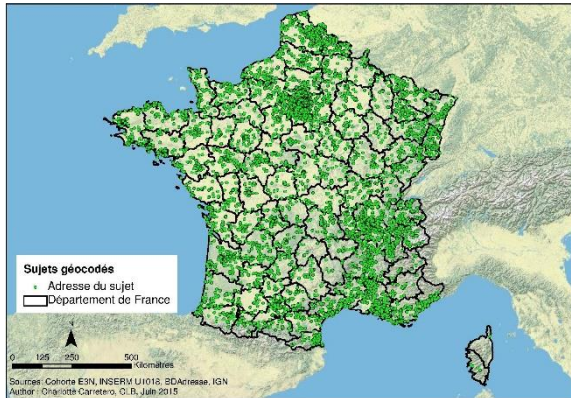 Sujets géocodés
Adresse du sujet
Département de France
0 125 250 500
Kilomètres
Sources: Cohorte E3N, INSERM U1018, BDAdresse, IGN
Author : Charlotte Carretero, CLB, Juin 2015